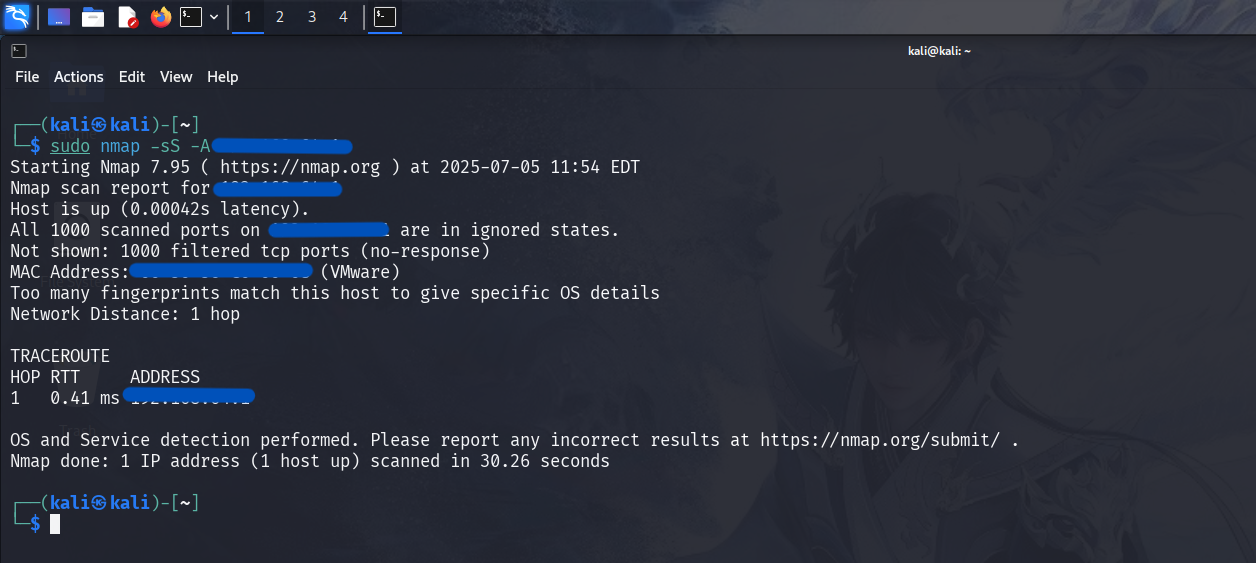 1 2 3 4
kali@kali: ~
File Actions Edit View Help
┌──(kali㉿kali)-[~]
└─$ sudo nmap -sS -A
Starting Nmap 7.95 ( https://nmap.org ) at 2025-07-05 11:54 EDT
Nmap scan report for
Host is up (0.00042s latency).
All 1000 scanned ports on are in ignored states.
Not shown: 1000 filtered tcp ports (no-response)
MAC Address: (VMware)
Too many fingerprints match this host to give specific OS details
Network Distance: 1 hop
TRACEROUTE
HOP RTT ADDRESS
1 0.41 ms
OS and Service detection performed. Please report any incorrect results at https://nmap.org/submit/ .
Nmap done: 1 IP address (1 host up) scanned in 30.26 seconds
┌──(kali㉿kali)-[~]
└─$